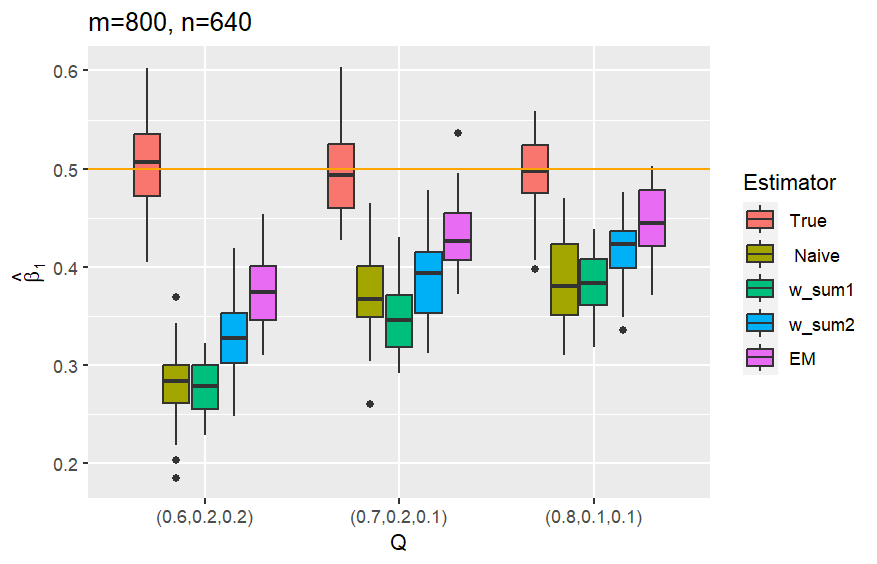 m=800, n=640
0.6
0.5
0.4
0.3
0.2
β̂1
(0.6,0.2,0.2)
(0.7,0.2,0.1)
(0.8,0.1,0.1)
Q
Estimator
True
Naive
w_sum1
w_sum2
EM